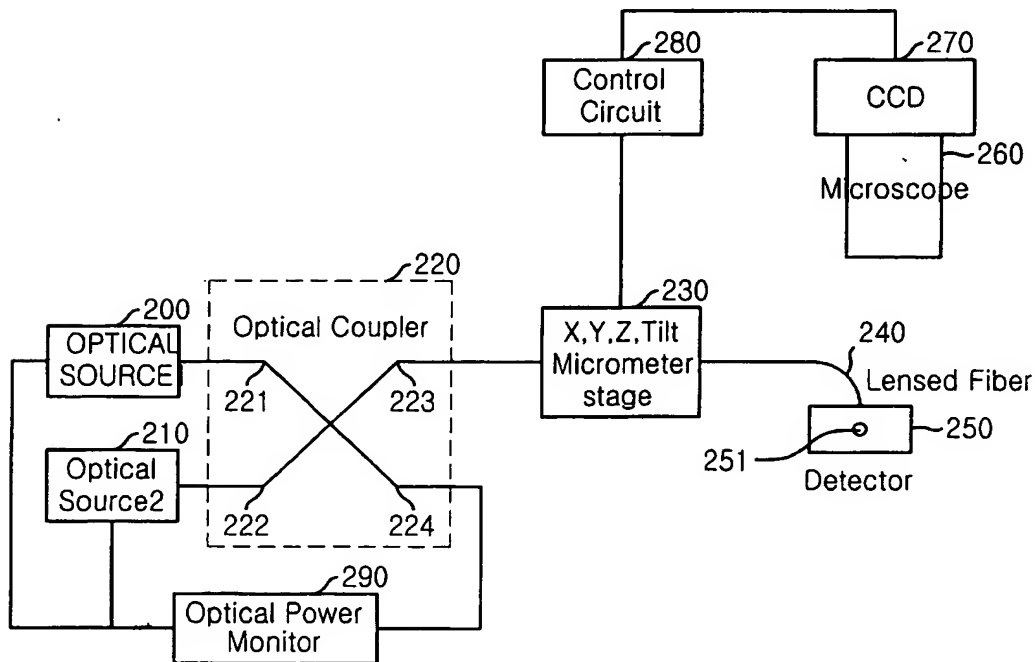 280
270
Control
Circuit
CCD
260
Microscope
220
230
200
OPTICAL
SOURCE
Optical Coupler
X,Y,Z,Tilt
Micrometer
stage
240
Lensed Fiber
221
223
210
Optical
Source2
251
250
Detector
222
224
290
Optical Power
Monitor